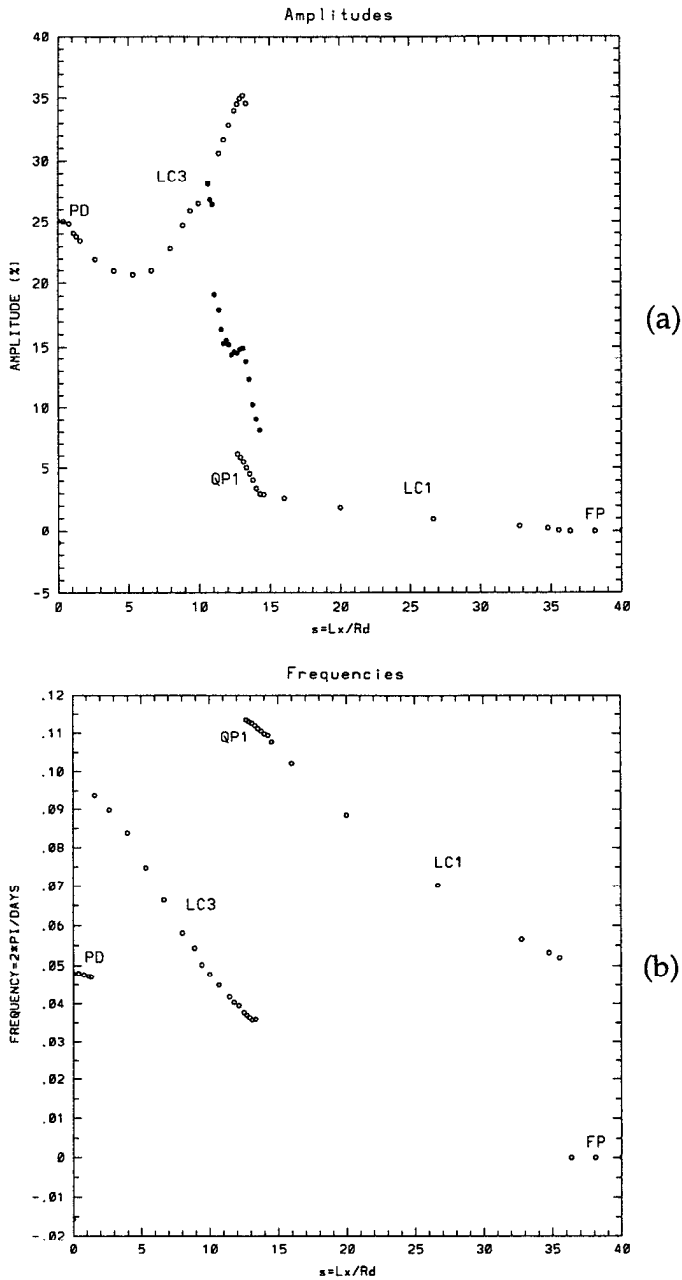 Amplitudes
40
35
30
25
20
15
10
5
0
-5
AMPLITUDE (%)
PD
LC3
QP1
LC1
FP
0 5 10 15 20 25 30 35 40
s=Lx/Rd
(a)
Frequencies
.12
.11
.10
.09
.08
.07
.06
.05
.04
.03
.02
.01
0
-.01
-.02
FREQUENCY=2*PI/DAYS
QP1
LC1
LC3
PD
FP
0 5 10 15 20 25 30 35 40
s=Lx/Rd
(b)